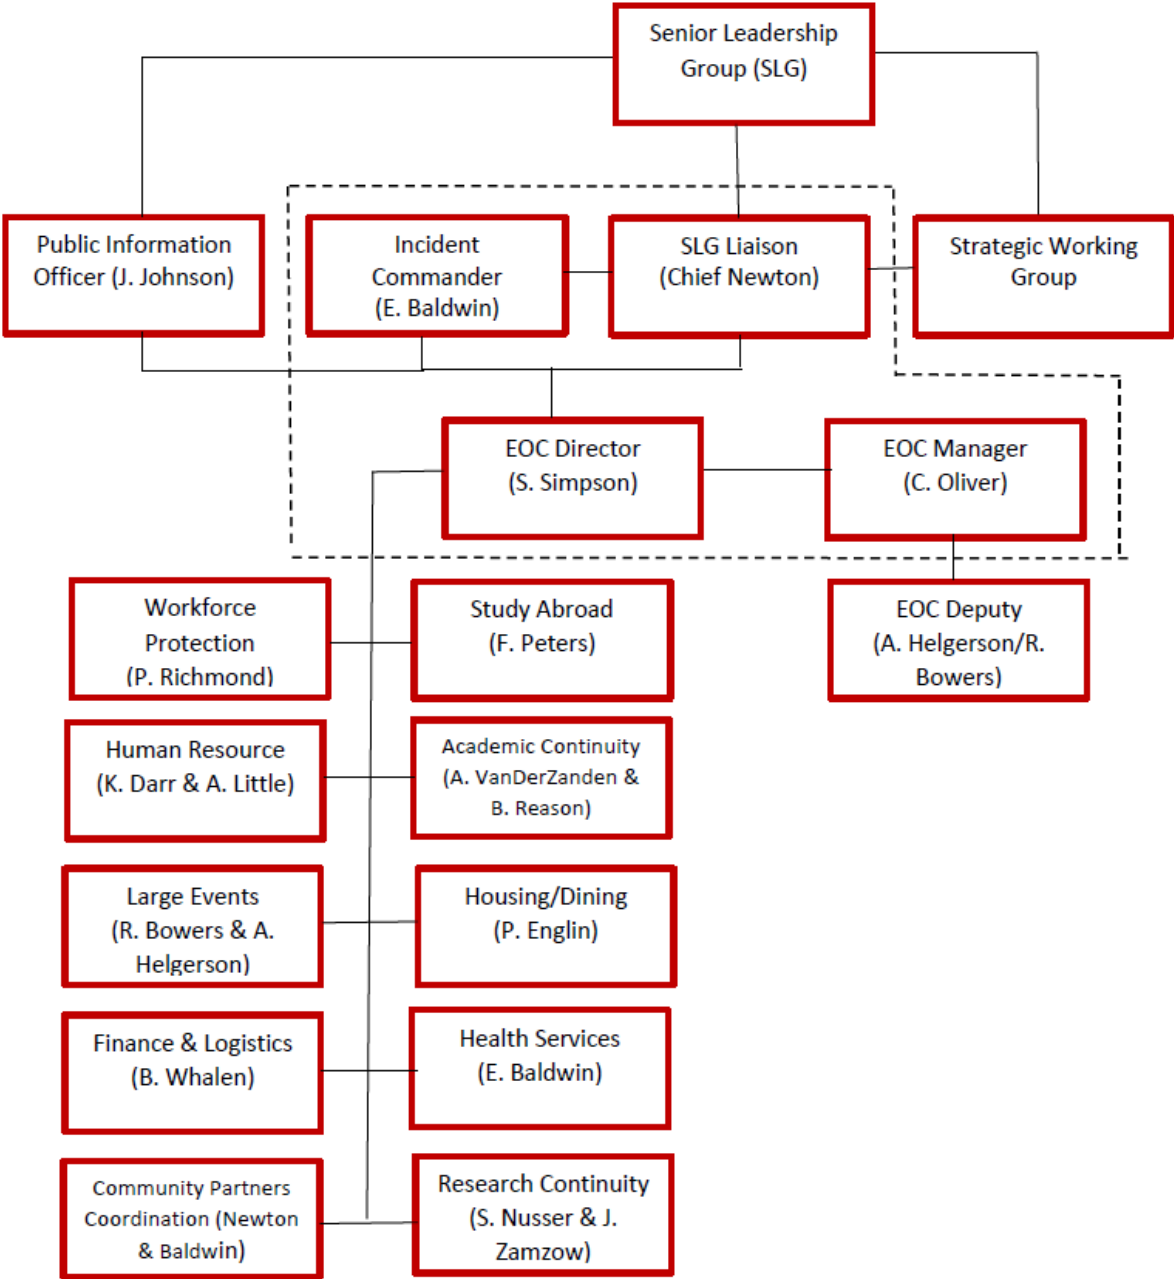 Senior Leadership
Group (SLG)
Public Information
Officer (J. Johnson)
Incident
Commander
(E. Baldwin)
SLG Liaison
(Chief Newton)
Strategic Working
Group
EOC Director
(S. Simpson)
EOC Manager
(C. Oliver)
Workforce
Protection
(P. Richmond)
Study Abroad
(F. Peters)
EOC Deputy
(A. Helgerson/R.
Bowers)
Human Resource
(K. Darr & A. Little)
Academic Continuity
(A. VanDerZanden &
B. Reason)
Large Events
(R. Bowers & A.
Helgerson)
Housing/Dining
(P. Englin)
Finance & Logistics
(B. Whalen)
Health Services
(E. Baldwin)
Community Partners
Coordination (Newton
& Baldwin)
Research Continuity
(S. Nusser & J.
Zamzow)